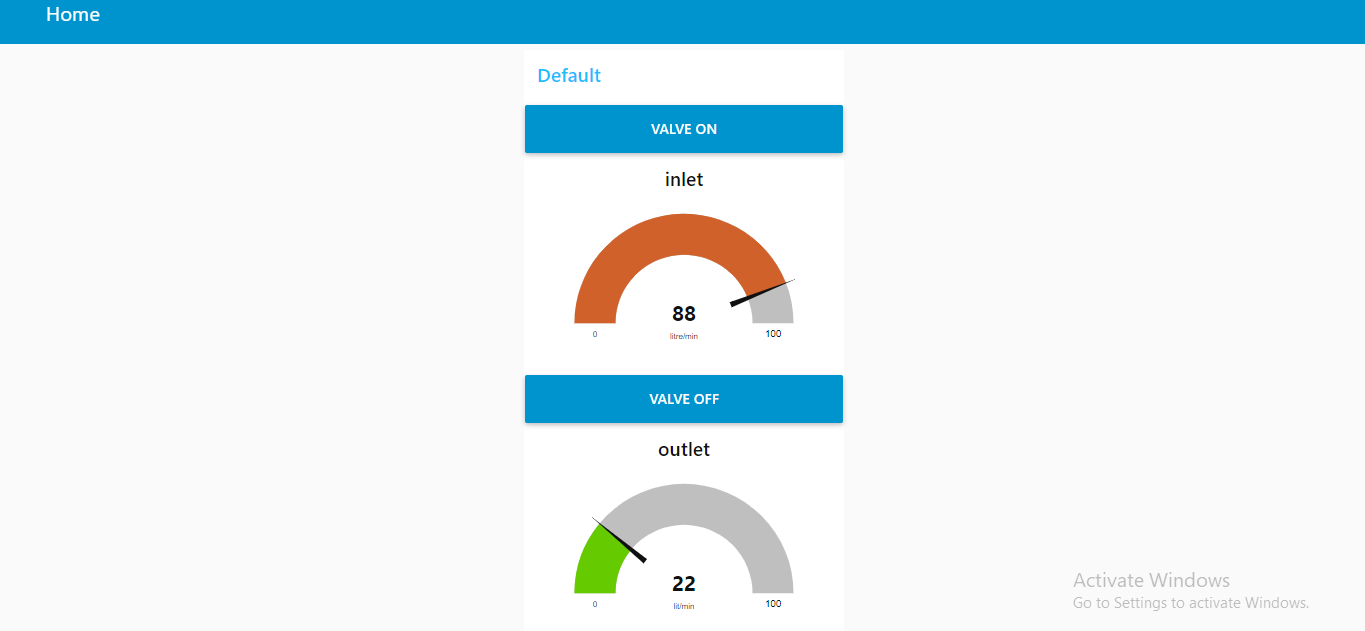 Home
Default
VALVE ON
inlet
88
litre/min
0
100
VALVE OFF
outlet
22
lit/min
0
100
Activate Windows
Go to Settings to activate Windows.